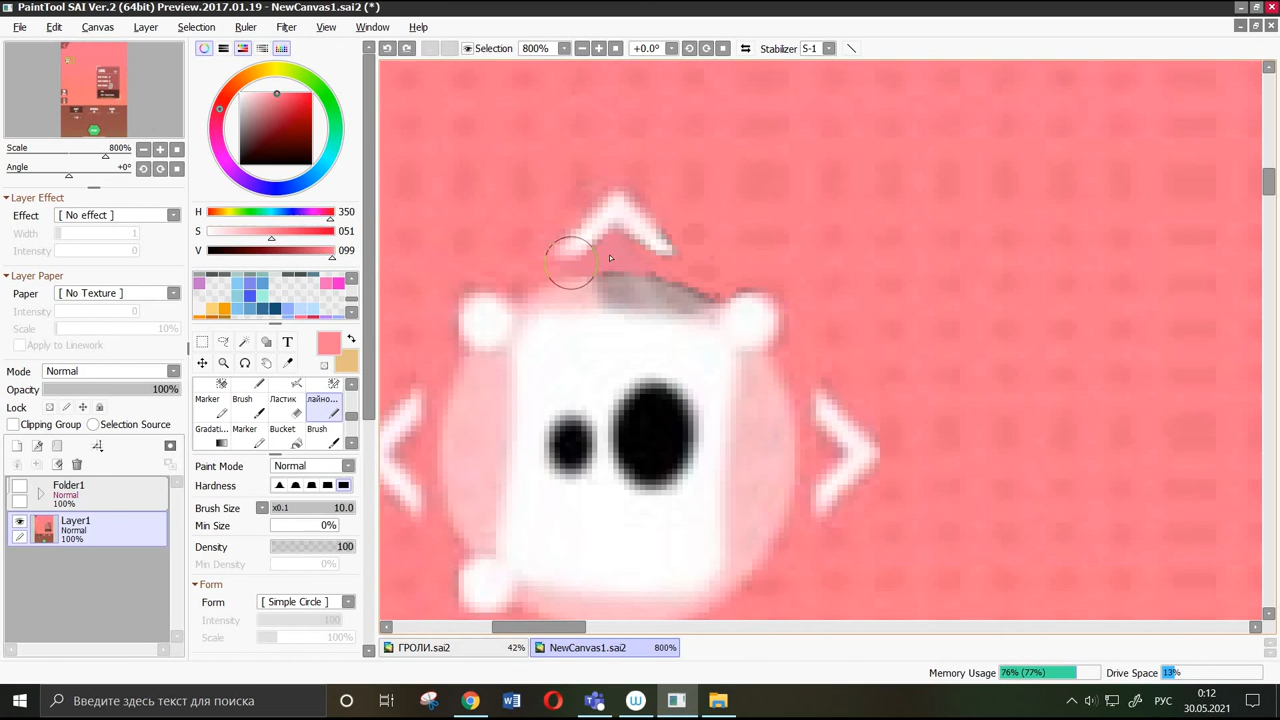 PaintTool SAI Ver.2 (64bit) Preview.2017.01.19 - NewCanvas1.sai2 (*)
File Edit Canvas Layer Selection Ruler Filter Tools Window Help
Selection 800% +0.0° Stabilizer S-1
Scale 800%
Angle +0°
Layer Effect
Effect [ No effect ]
Width 1
Intensity 0
Layer Paper
Paper [ No Texture ]
Intensity 0
Scale 10%
Apply to Linework
Mode Normal
Opacity 100%
Lock
Clipping Group Selection Source
Folder1
Normal
100%
Layer1
Normal
100%
H 350
S 051
V 099
T
Marker Brush Ластик лайно...
Gradati... Marker Bucket Brush
Paint Mode Normal
Hardness
Brush Size x0.1 10.0
Min Size 0%
Density 100
Min Density 0%
Form
Form [ Simple Circle ]
Intensity 100
Scale 100%
ГРОЛИ.sai2 42% NewCanvas1.sai2 800%
Memory Usage 76% (77%) Drive Space 13%
Введите здесь текст для поиска
РУС
0:12
30.05.2021